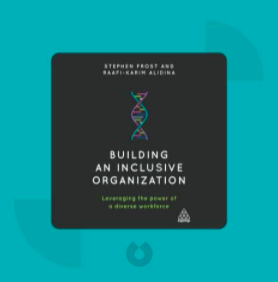 STEPHEN FROST AND
RAAFI-KARIM ALIDINA
BUILDING
AN INCLUSIVE
ORGANIZATION
Leveraging the power of
a diverse workforce